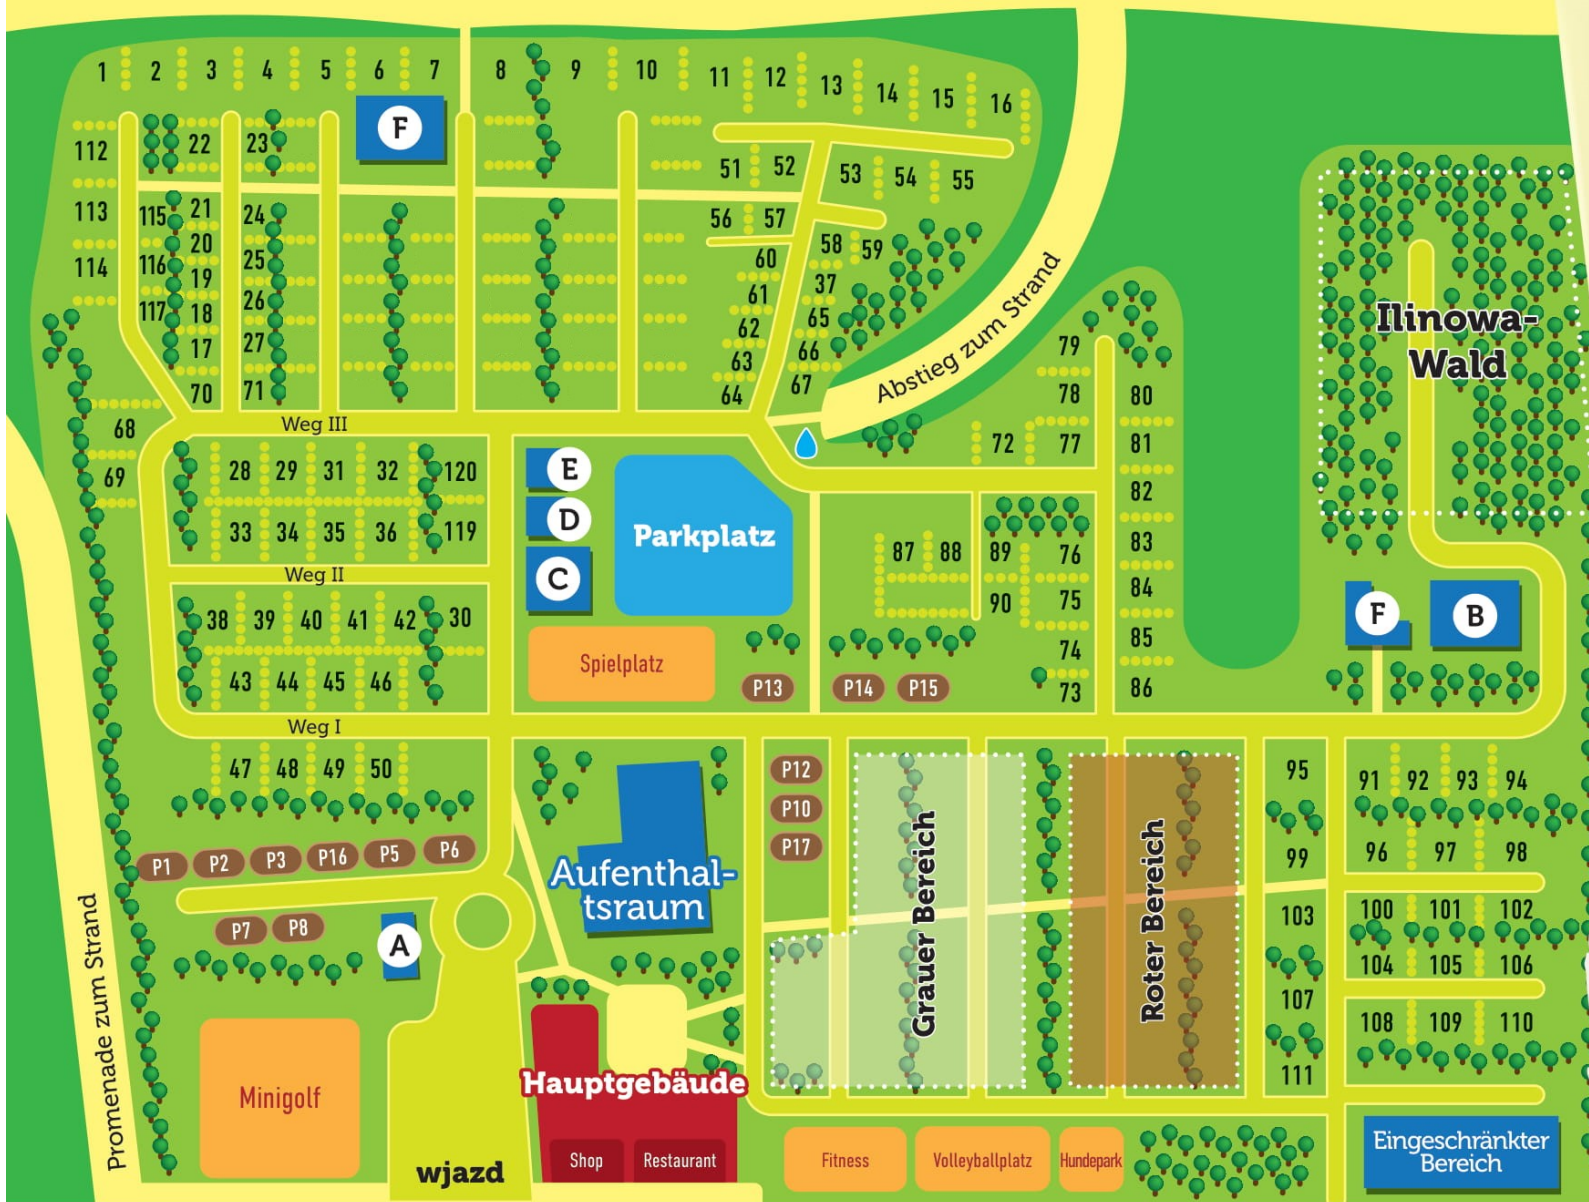 1 2 3 4 5 6 7 8 9 10 11 12 13 14 15 16
F
112 22 23
51 52 53 54 55
113 115 21 24
56 57
20
58 59
114 116 19 25
60
37
117 18 26
61
65
17 27
62
66
63
70 71
64
67
Abstieg zum Strand
79
78 80
Ilinowa-
Wald
68
Weg III
69
28 29 31 32 120
E
72 77 81
82
33 34 35 36 119
D
Parkplatz
87 88 89 76 83
Weg II
C
90 75 84
38 39 40 41 42 30
F
B
74 85
Spielplatz
43 44 45 46
P13 P14 P15
73 86
Weg I
47 48 49 50
P12
95
91 92 93 94
P10
P17
P1 P2 P3 P16 P5 P6
99
96 97 98
Aufenthal-
tsraum
Grauer Bereich
Roter Bereich
P7 P8
A
103
100 101 102
104 105 106
107
108 109 110
111
Promenade zum Strand
Minigolf
Hauptgebäude
wjazd
Shop
Restaurant
Fitness
Volleyballplatz
Hundepark
Eingeschränkter
Bereich